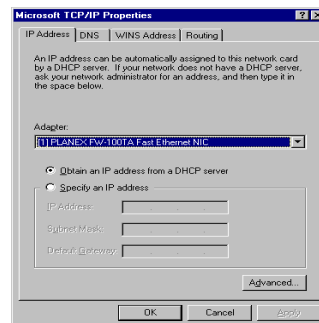 Microsoft TCP/IP Properties
IP Address DNS WINS Address Routing
An IP address can be automatically assigned to this network card
by a DHCP server. If your network does not have a DHCP server,
ask your network administrator for an address, and then type it in
the space below.
Adapter:
[1] PLANEX FW-100TA Fast Ethernet NIC
Obtain an IP address from a DHCP server
Specify an IP address
IP Address:
Subnet Mask:
Default Gateway:
Advanced...
OK Cancel Apply